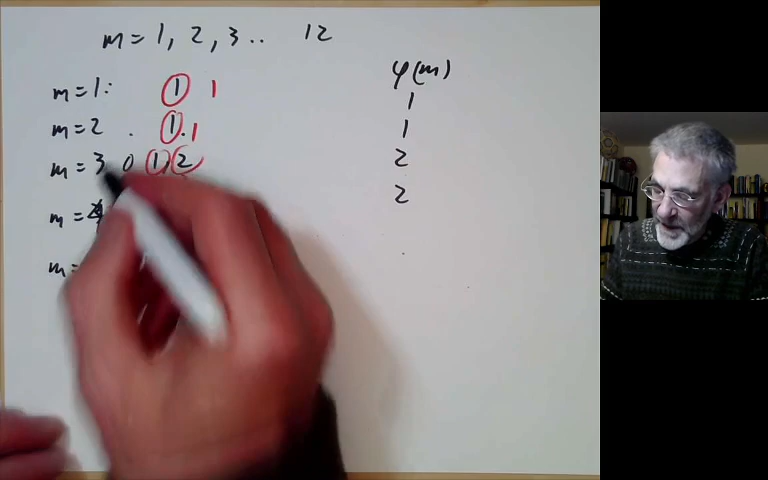 m = 1, 2, 3 .. 12
φ(m)
m = 1: 1 1 1
m = 2 . 1 . 1 1
m = 3 0 1 2 2
m = 4 2
m =